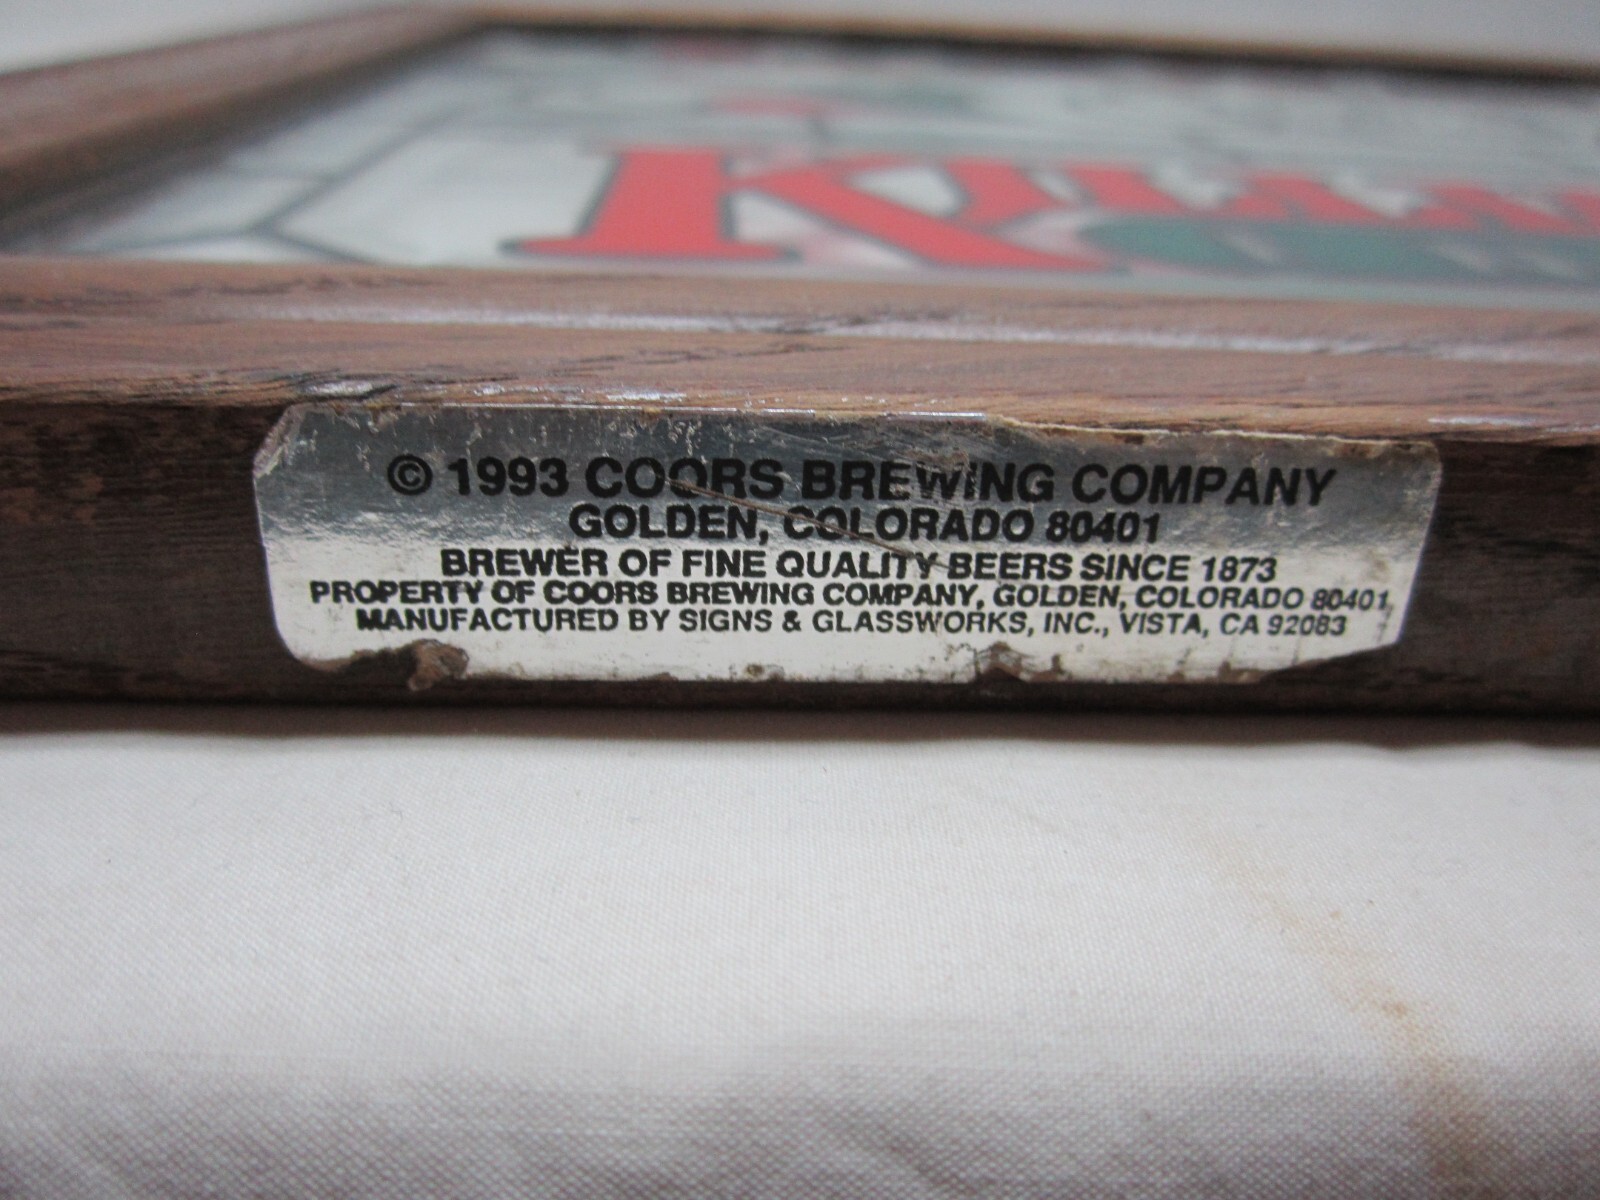 © 1993 COORS BREWING COMPANY
GOLDEN, COLORADO 80401
BREWER OF FINE QUALITY BEERS SINCE 1873
PROPERTY OF COORS BREWING COMPANY, GOLDEN, COLORADO 80401,
MANUFACTURED BY SIGNS & GLASSWORKS, INC., VISTA, CA 92083